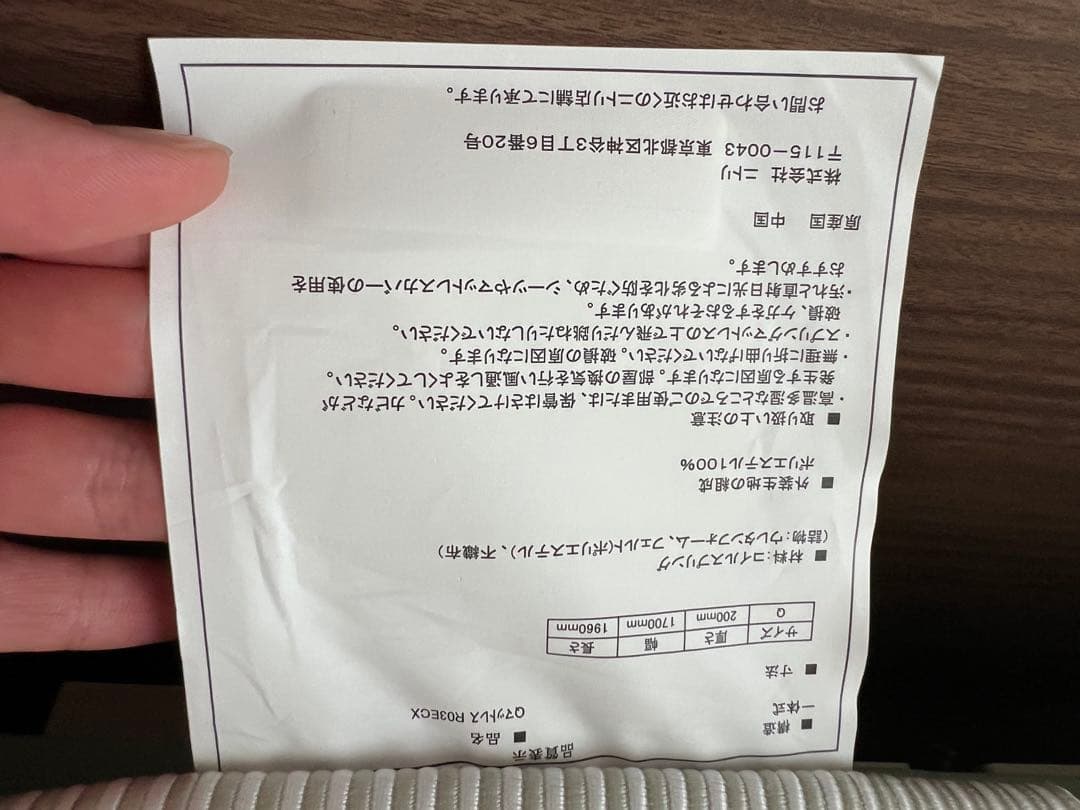 品質表示
■ 構造
一体式
■ 品名
Qマットレス R03ECX
■ 寸法
サイズ 厚さ 幅 長さ
Q 200mm 1700mm 1960mm
■ 材料:コイルスプリング
(詰物:ウレタンフォーム、フェルト(ポリエステル)、不織布)
■ 外装生地の組成
ポリエステル100%
■ 取り扱い上の注意
・高温多湿なところでのご使用または、保管はさけてください。カビなどが
発生する原因になります。部屋の換気を行い風通しをよくしてください。
・無理に折り曲げないでください。破損の原因になります。
・スプリングマットレスの上で飛んだり跳ねたりしないでください。
破損、ケガをするおそれがあります。
・汚れと直射日光による劣化を防ぐため、シーツやマットレスカバーの使用を
おすすめします。
原産国 中国
株式会社 ニトリ
〒115-0043 東京都北区神谷3丁目6番20号
お問い合わせはお近くのニトリ店舗にて承ります。